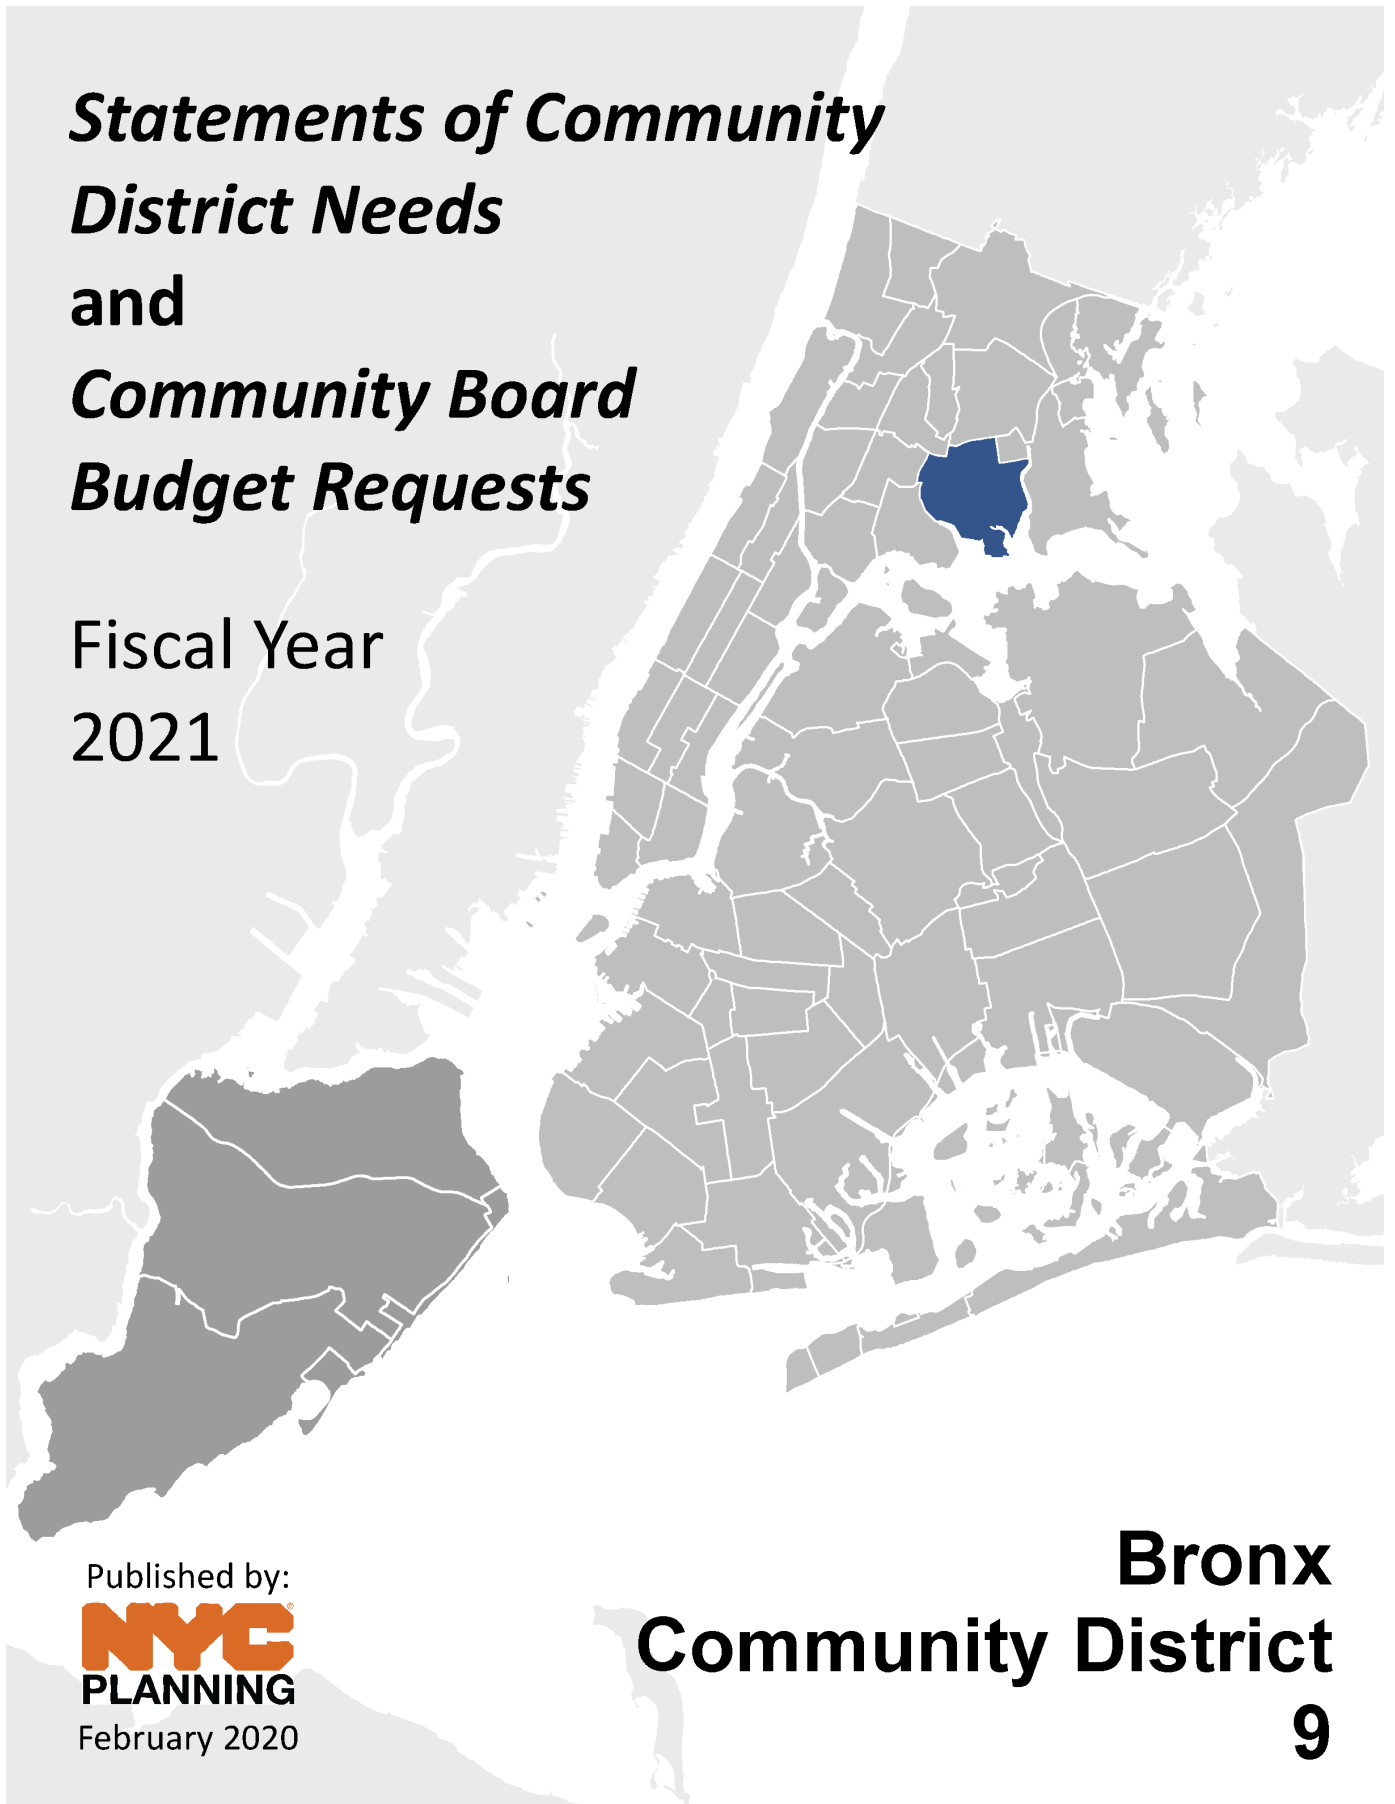 Statements of Community
District Needs
and
Community Board
Budget Requests
Fiscal Year
2021
Published by:
NYC®
PLANNING
February 2020
Bronx
Community District
9